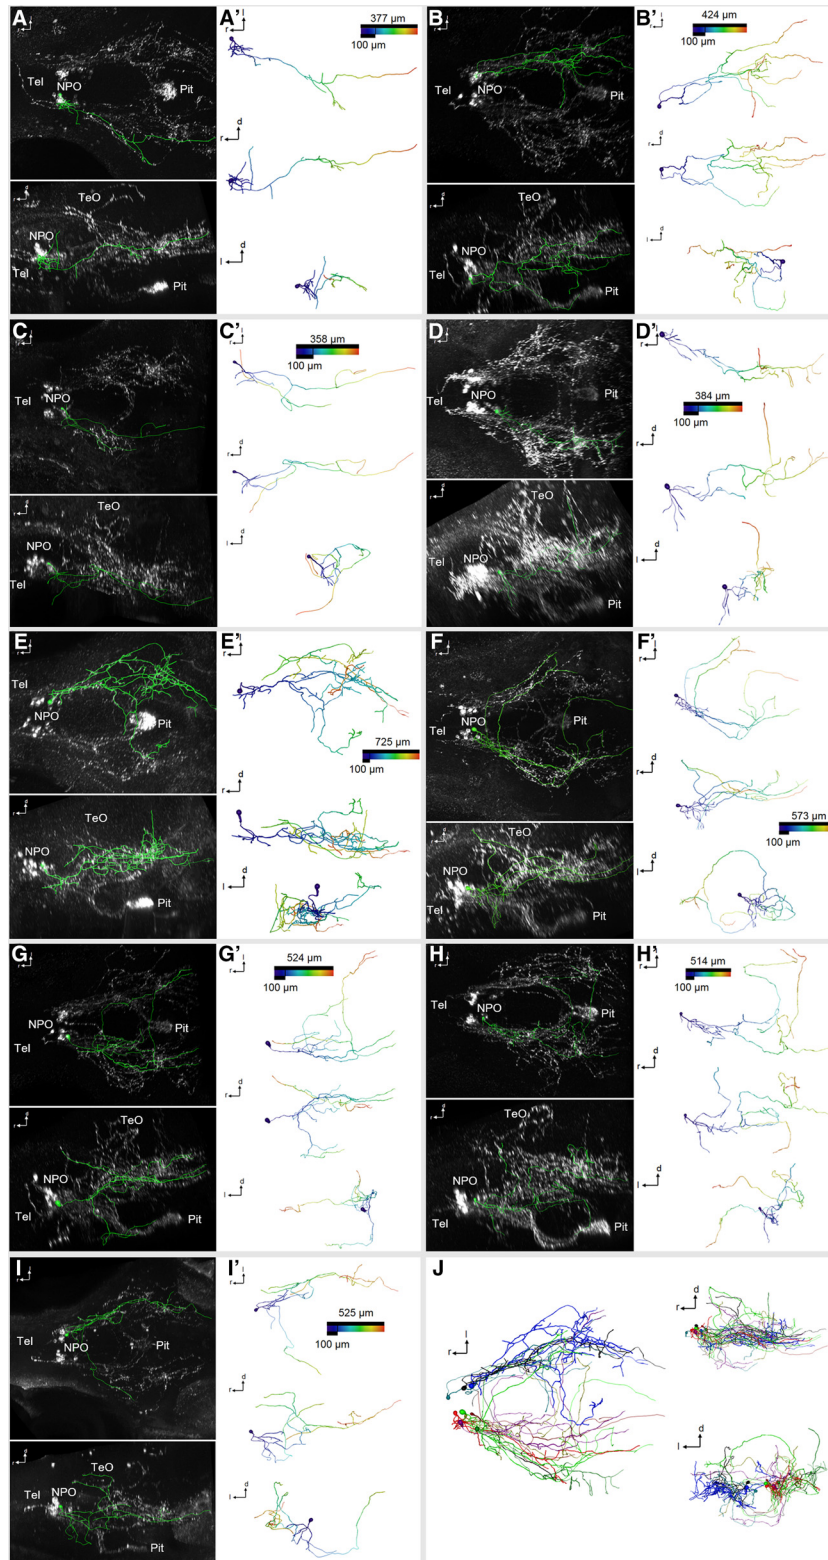 A
l
r
Tel
NPO
Pit
d
r
TeO
NPO
Tel
Pit
A'
l
r
377 µm
100 µm
d
r
d
l
B
l
r
Tel
NPO
Pit
d
r
TeO
NPO
Tel
Pit
B'
l
r
424 µm
100 µm
d
r
d
l
C
l
r
Tel
NPO
d
r
TeO
NPO
Tel
C'
l
r
358 µm
100 µm
d
r
d
l
D
l
r
Tel
NPO
Pit
d
r
TeO
NPO
Tel
Pit
D'
l
r
384 µm
100 µm
d
r
d
l
E
l
r
Tel
NPO
Pit
d
r
TeO
NPO
Tel
Pit
E'
l
r
725 µm
100 µm
d
r
d
l
F
l
r
NPO
Tel
Pit
d
r
TeO
NPO
Tel
Pit
F'
l
r
d
r
573 µm
100 µm
d
l
G
l
r
NPO
Tel
Pit
d
r
TeO
NPO
Tel
Pit
G'
524 µm
l
r
100 µm
d
r
d
l
H
l
r
Tel
NPO
Pit
d
r
TeO
NPO
Tel
Pit
H'
l
r
514 µm
100 µm
d
r
d
l
I
l
r
Tel
NPO
Pit
d
r
TeO
NPO
Tel
Pit
I'
l
r
525 µm
100 µm
d
r
d
l
J
l
r
d
r
d
l